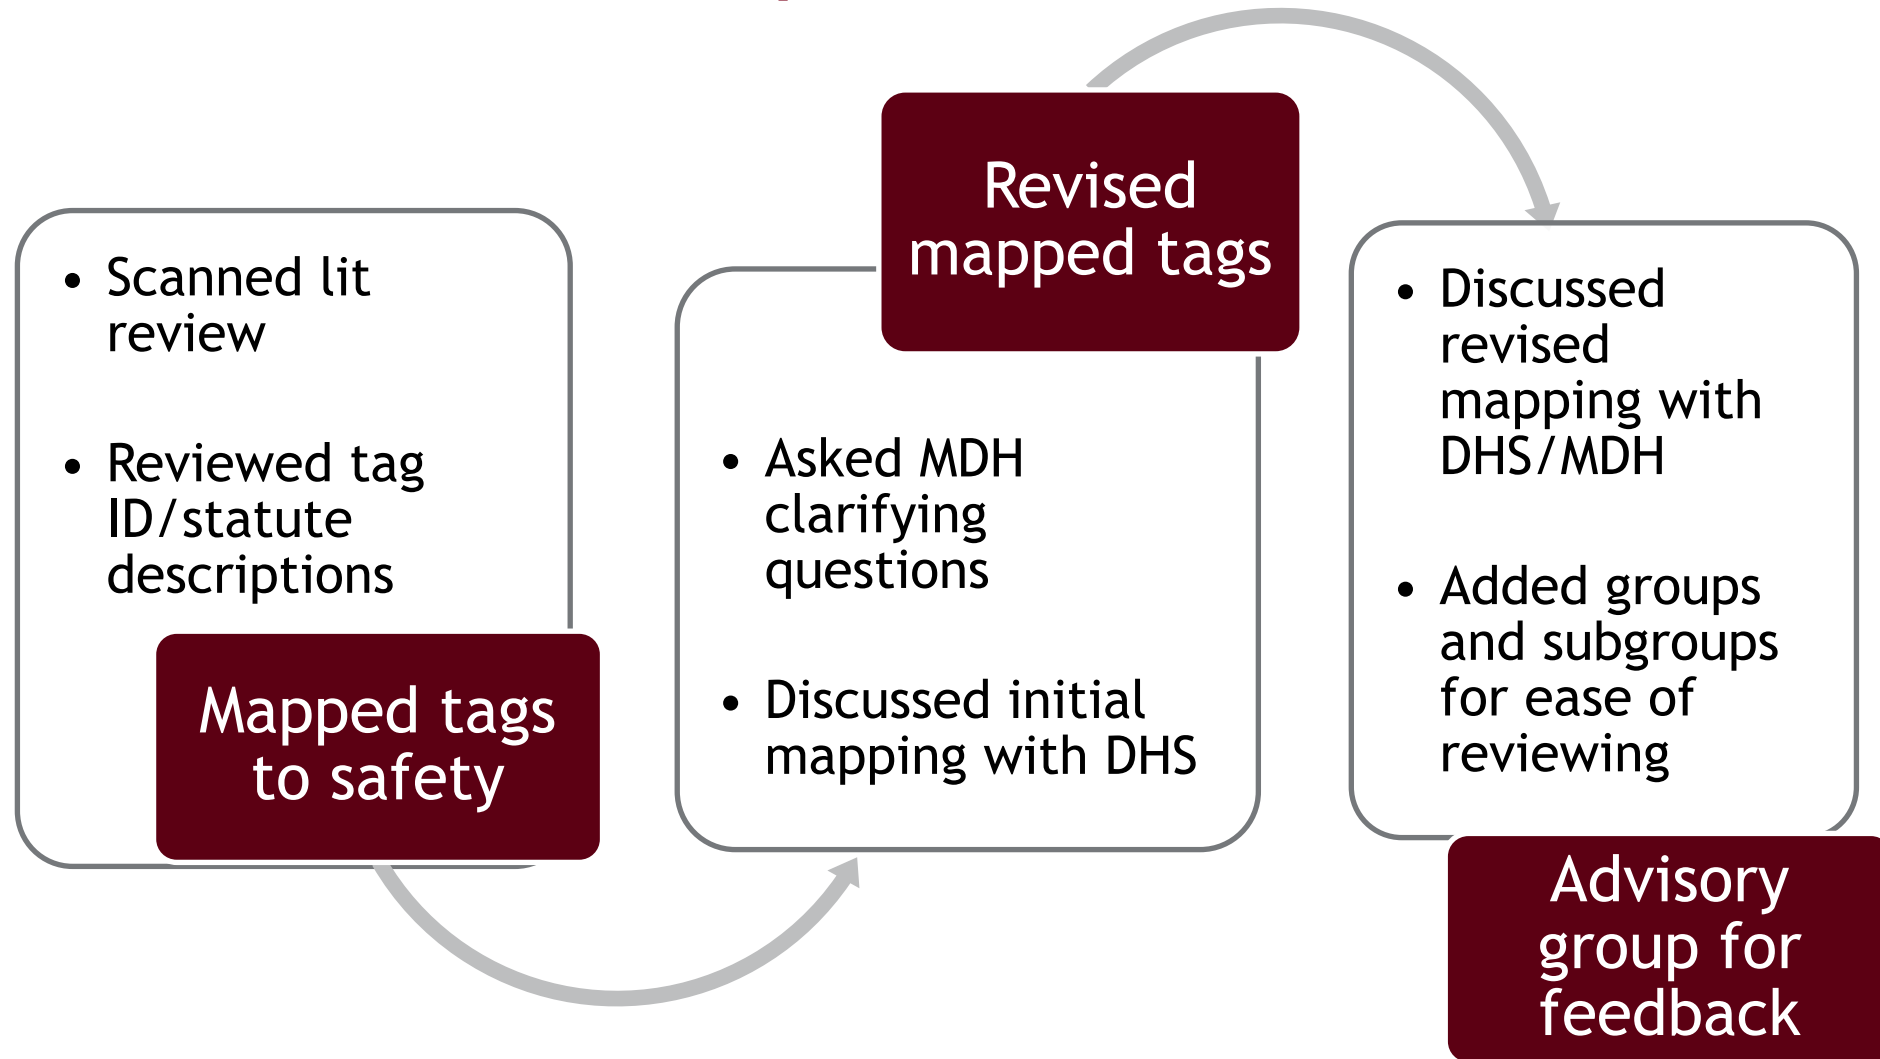 • Scanned lit
review
• Reviewed tag
ID/statute
descriptions
Mapped tags
to safety
Revised
mapped tags
• Asked MDH
clarifying
questions
• Discussed initial
mapping with DHS
• Discussed
revised
mapping with
DHS/MDH
• Added groups
and subgroups
for ease of
reviewing
Advisory
group for
feedback